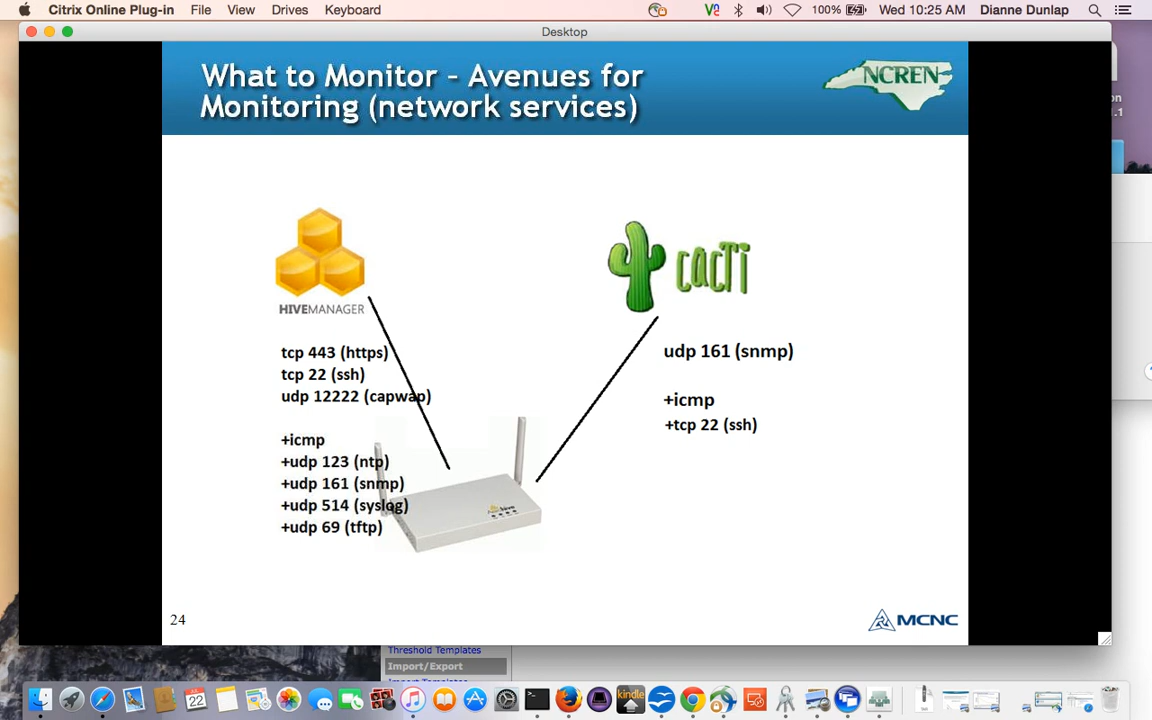 Citrix Online Plug-in File View Drives Keyboard 100% Wed 10:25 AM Dianne Dunlap
Desktop
What to Monitor – Avenues for
Monitoring (network services)
NCREN
HIVEMANAGER
cacti
tcp 443 (https)
tcp 22 (ssh)
udp 12222 (capwap)
+icmp
+udp 123 (ntp)
+udp 161 (snmp)
+udp 514 (syslog)
+udp 69 (tftp)
udp 161 (snmp)
+icmp
+tcp 22 (ssh)
24
MCNC
Threshold Templates
Import/Export
22
kindle